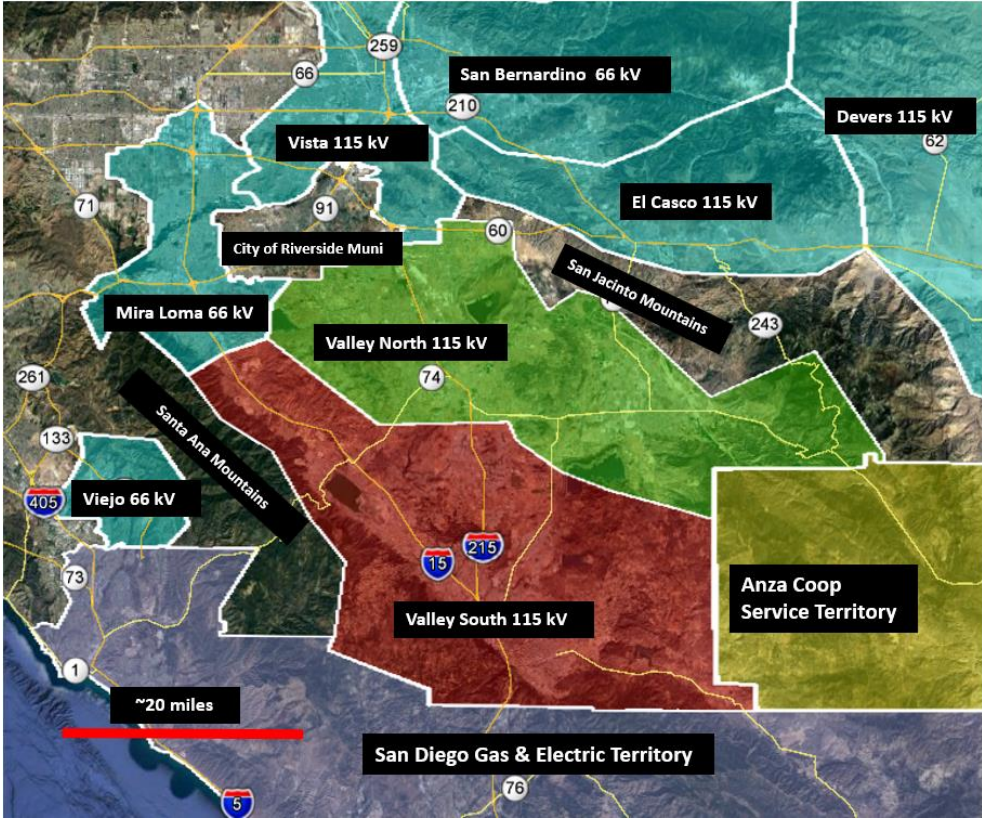 259
66
San Bernardino 66 kV
210
Devers 115 kV
62
Vista 115 kV
El Casco 115 kV
71
91
60
City of Riverside Muni
San Jacinto Mountains
Mira Loma 66 kV
243
Valley North 115 kV
74
261
Santa Ana Mountains
133
Viejo 66 kV
405
215
15
73
Anza Coop
Service Territory
Valley South 115 kV
1
~20 miles
San Diego Gas & Electric Territory
76
5